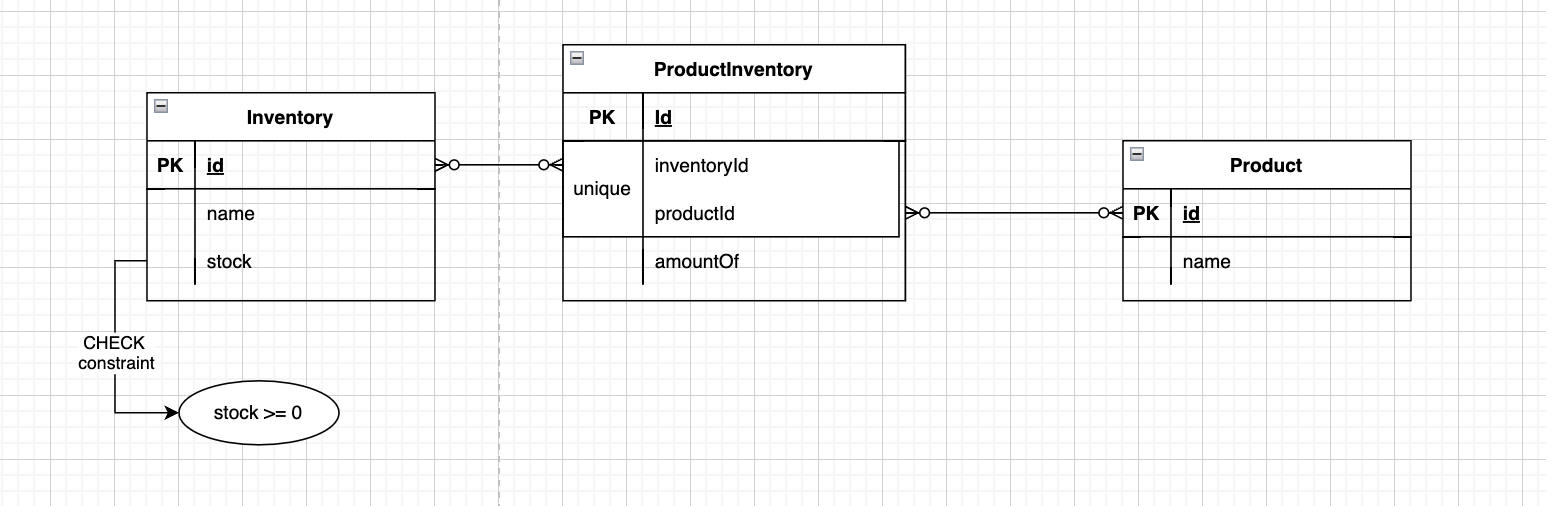 Inventory
PK id
name
stock
CHECK
constraint
stock >= 0
ProductInventory
PK Id
unique
inventoryId
productId
amountOf
Product
PK id
name